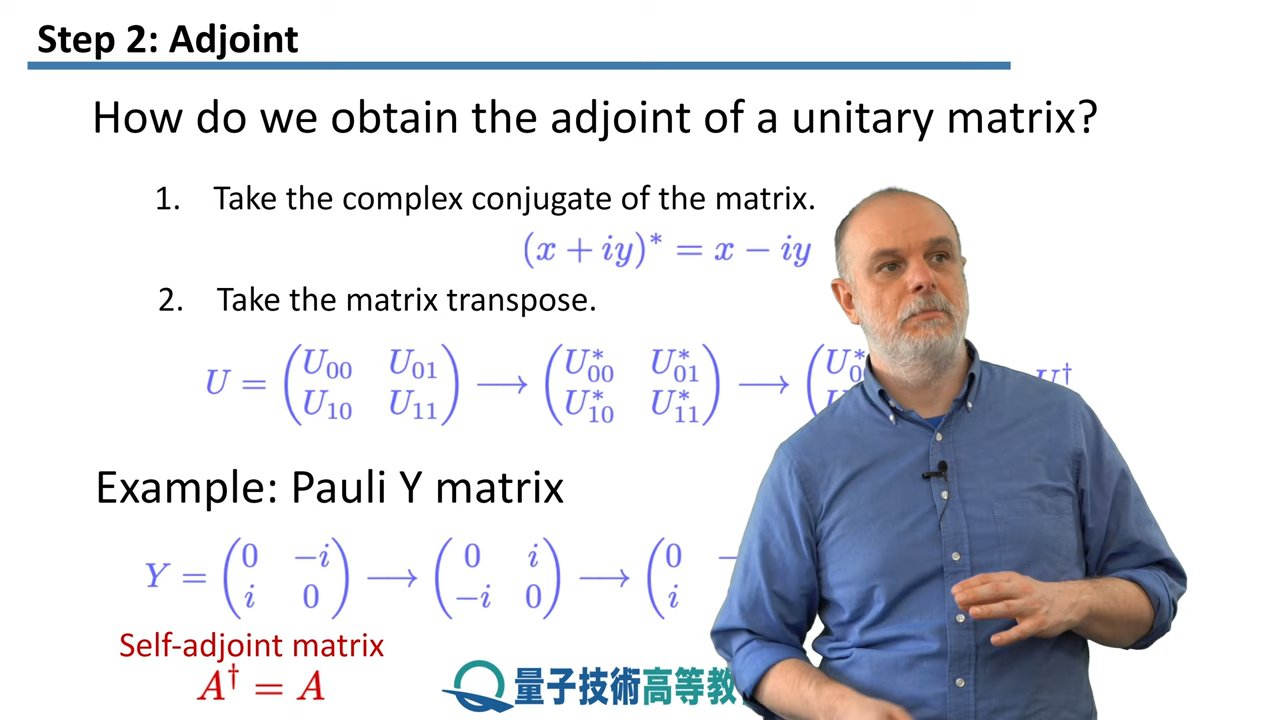 Step 2: Adjoint
How do we obtain the adjoint of a unitary matrix?
1. Take the complex conjugate of the matrix.
(x + iy)* = x − iy
2. Take the matrix transpose.
U = (U00 U01 U10 U11) → (U*00 U*01 U*10 U*11) → (U*0 U†
Example: Pauli Y matrix
Y = (0 −i i 0) → (0 i −i 0) → (0 − i
Self-adjoint matrix
A† = A
量子技術高等教